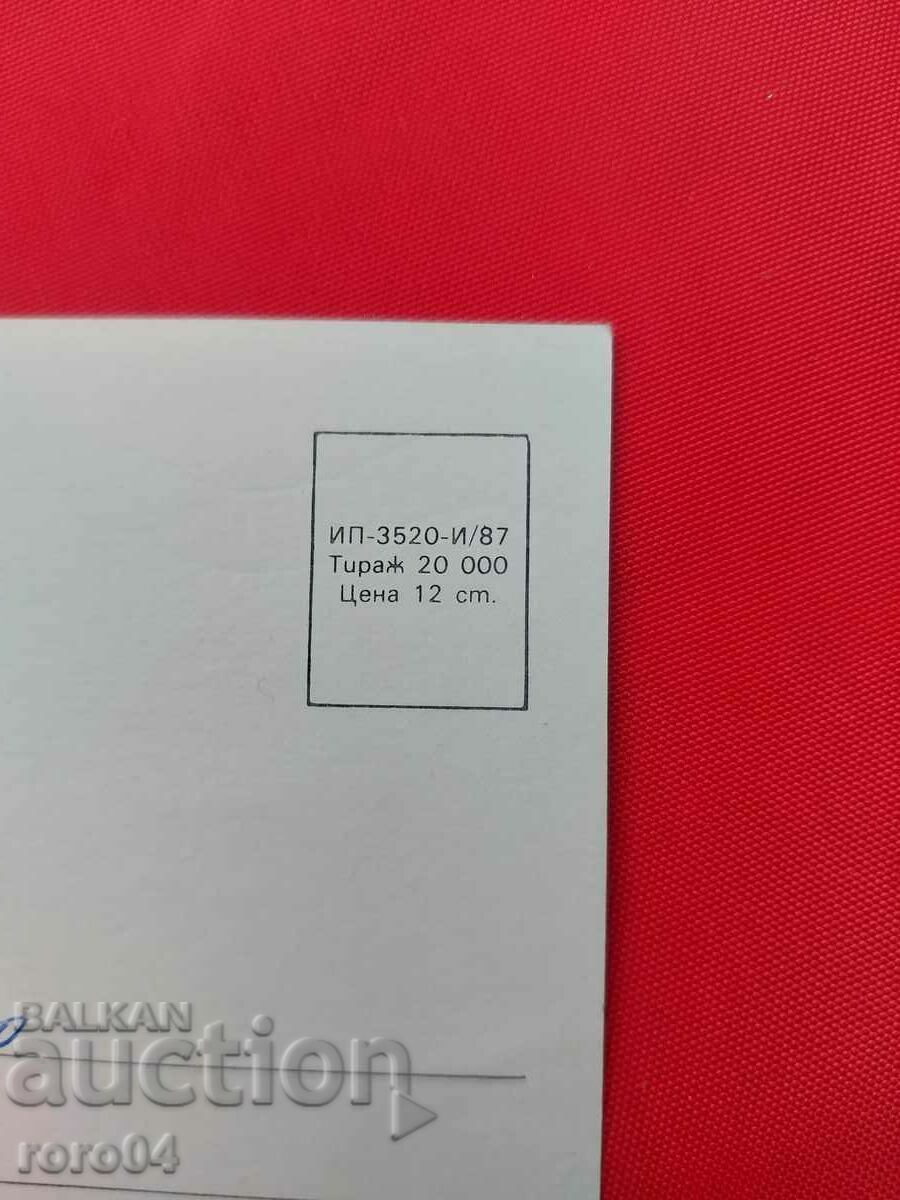 ИП-3520-И/87
Тираж 20 000
Цена 12 ст.
BALKAN
auction
roro04